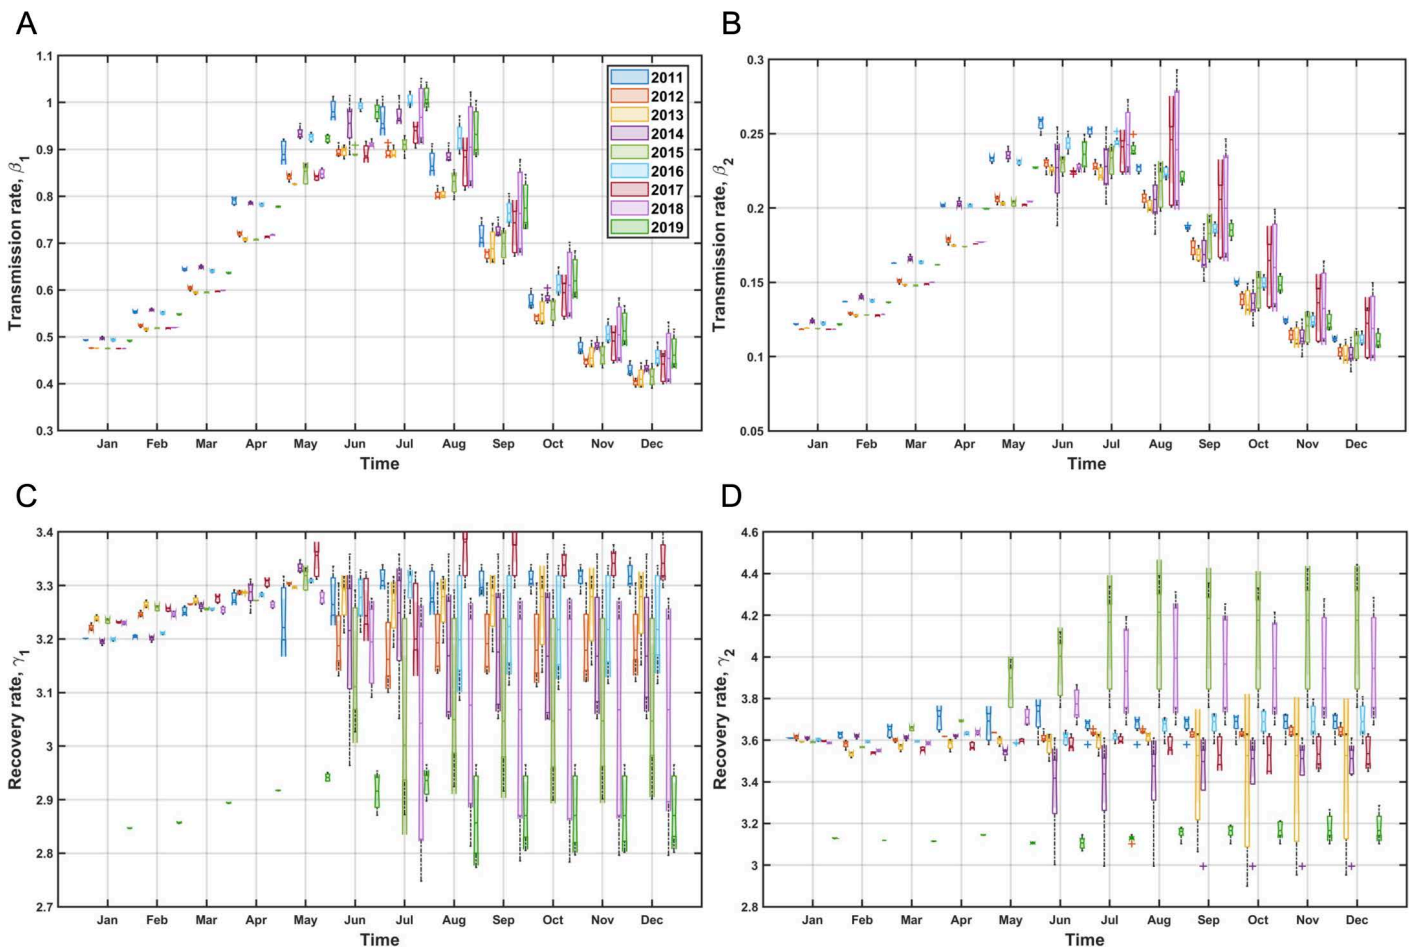 A
Transmission rate, β1
1.1
1
0.9
0.8
0.7
0.6
0.5
0.4
0.3
2011
2012
2013
2014
2015
2016
2017
2018
2019
Jan Feb Mar Apr May Jun Jul Aug Sep Oct Nov Dec
Time
B
Transmission rate, β2
0.3
0.25
0.2
0.15
0.1
0.05
Jan Feb Mar Apr May Jun Jul Aug Sep Oct Nov Dec
Time
C
Recovery rate, γ1
3.4
3.3
3.2
3.1
3
2.9
2.8
2.7
Jan Feb Mar Apr May Jun Jul Aug Sep Oct Nov Dec
Time
D
Recovery rate, γ2
4.6
4.4
4.2
4
3.8
3.6
3.4
3.2
3
2.8
Jan Feb Mar Apr May Jun Jul Aug Sep Oct Nov Dec
Time